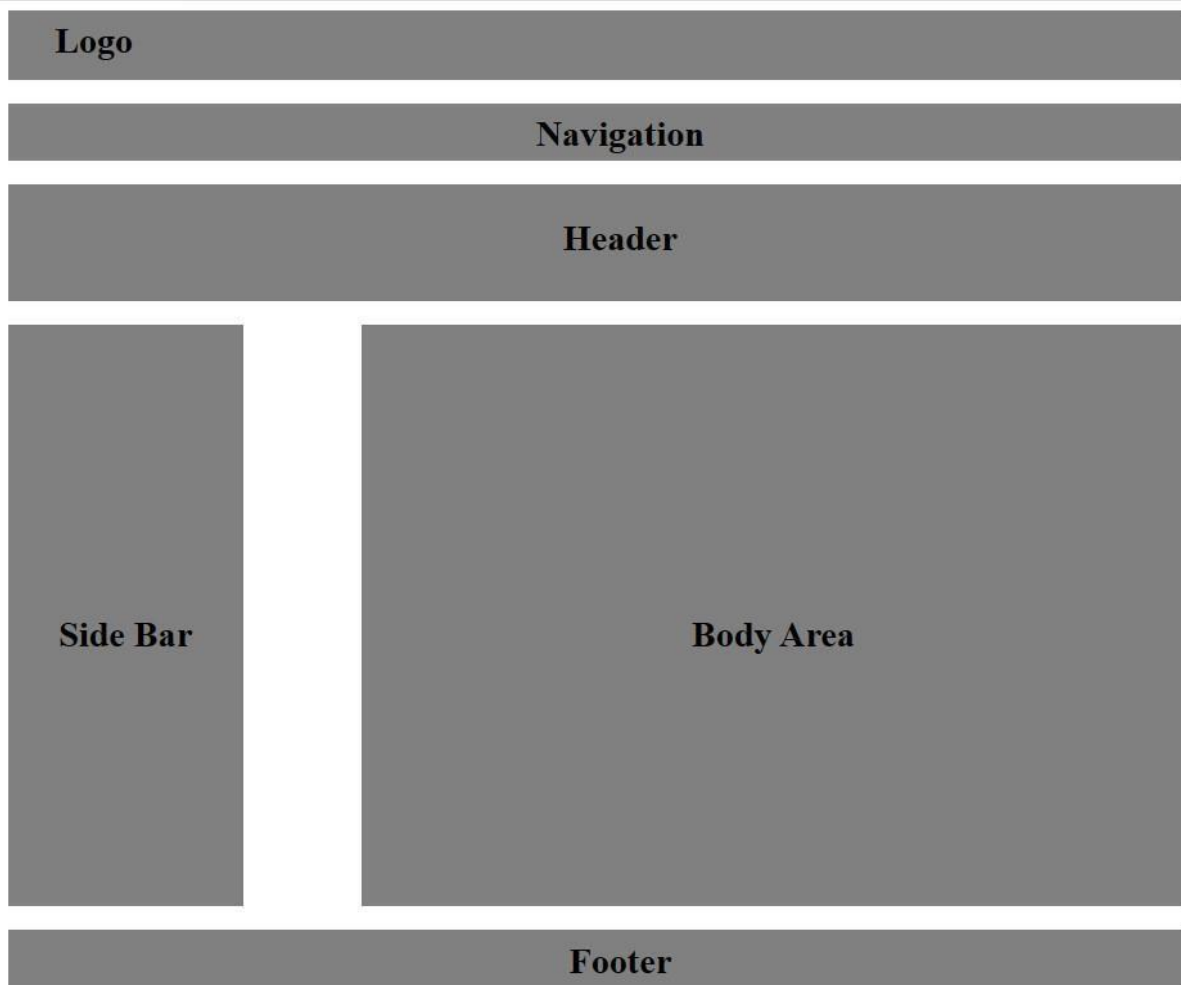 Logo
Navigation
Header
Side Bar
Body Area
Footer